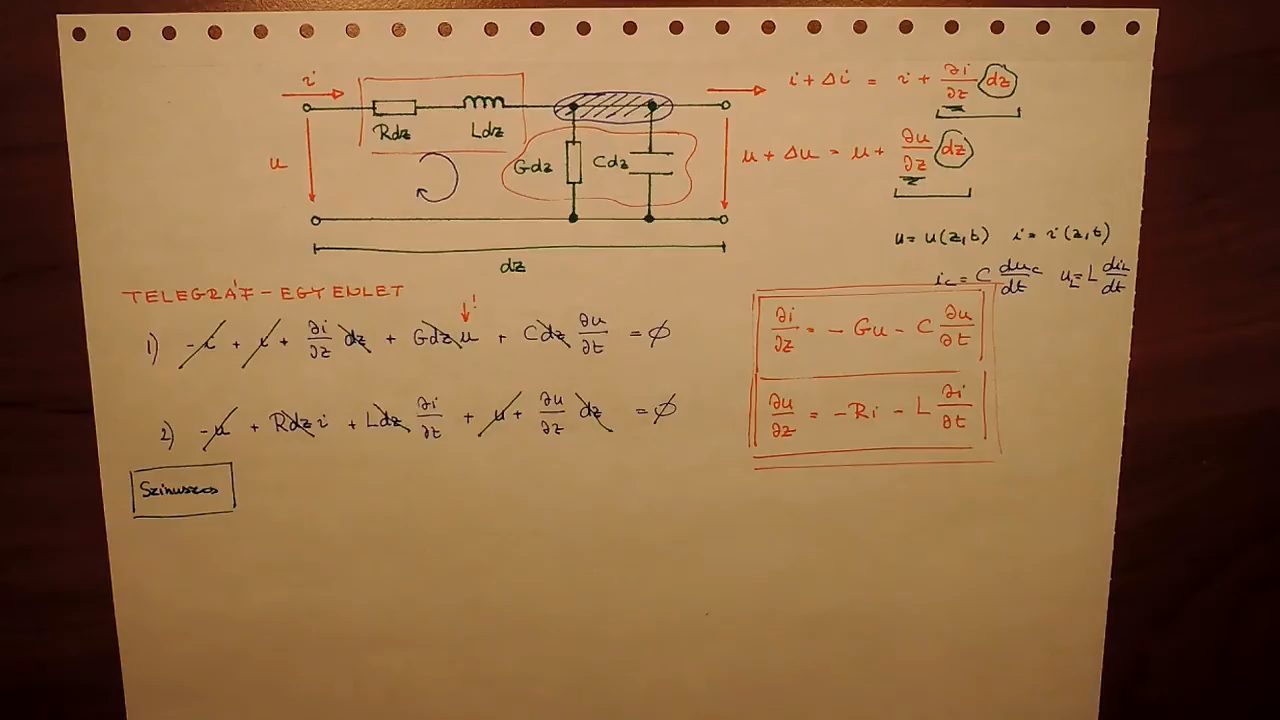 i
i + Δi = i + ∂i/∂z dz
Rdz Ldz
u
Gdz Cdz
u + Δu = u + ∂u/∂z dz
u = u(z,t) i = i(z,t)
dz
i_C = C du_C/dt u_L = L di_L/dt
TELEGRÁF-EGYENLET
!
1) -i + i + ∂i/∂z dz + Gdz u + Cdz ∂u/∂t = ϕ
∂i/∂z = - Gu - C ∂u/∂t
2) -u + Rdz i + Ldz ∂i/∂t + u + ∂u/∂z dz = ϕ
∂u/∂z = -Ri - L ∂i/∂t
Szinuszos